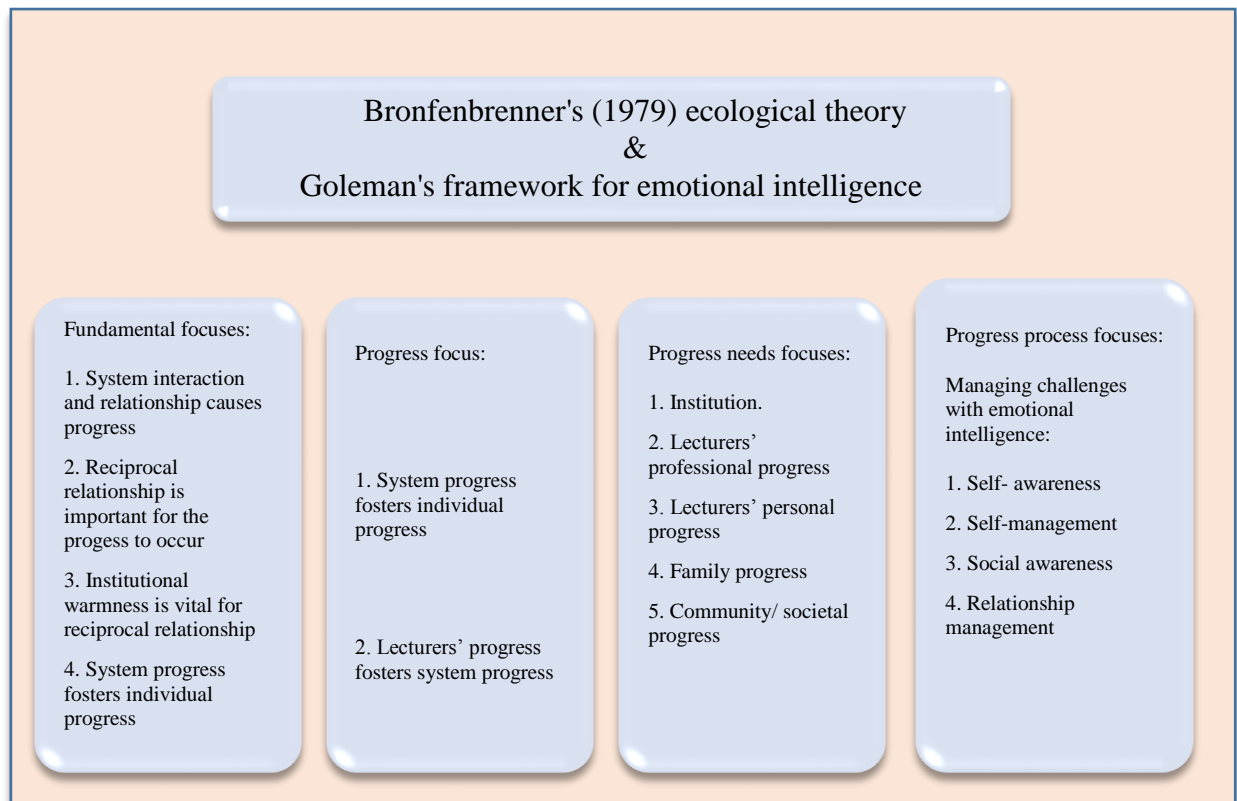 Bronfenbrenner's (1979) ecological theory
&
Goleman's framework for emotional intelligence
Fundamental focuses:
1. System interaction
and relationship causes
progress
2. Reciprocal
relationship is
important for the
progess to occur
3. Institutional
warmness is vital for
reciprocal relationship
4. System progress
fosters individual
progress
Progress focus:
1. System progress
fosters individual
progress
2. Lecturers’ progress
fosters system progress
Progress needs focuses:
1. Institution.
2. Lecturers’
professional progress
3. Lecturers’ personal
progress
4. Family progress
5. Community/ societal
progress
Progress process focuses:
Managing challenges
with emotional
intelligence:
1. Self- awareness
2. Self-management
3. Social awareness
4. Relationship
management